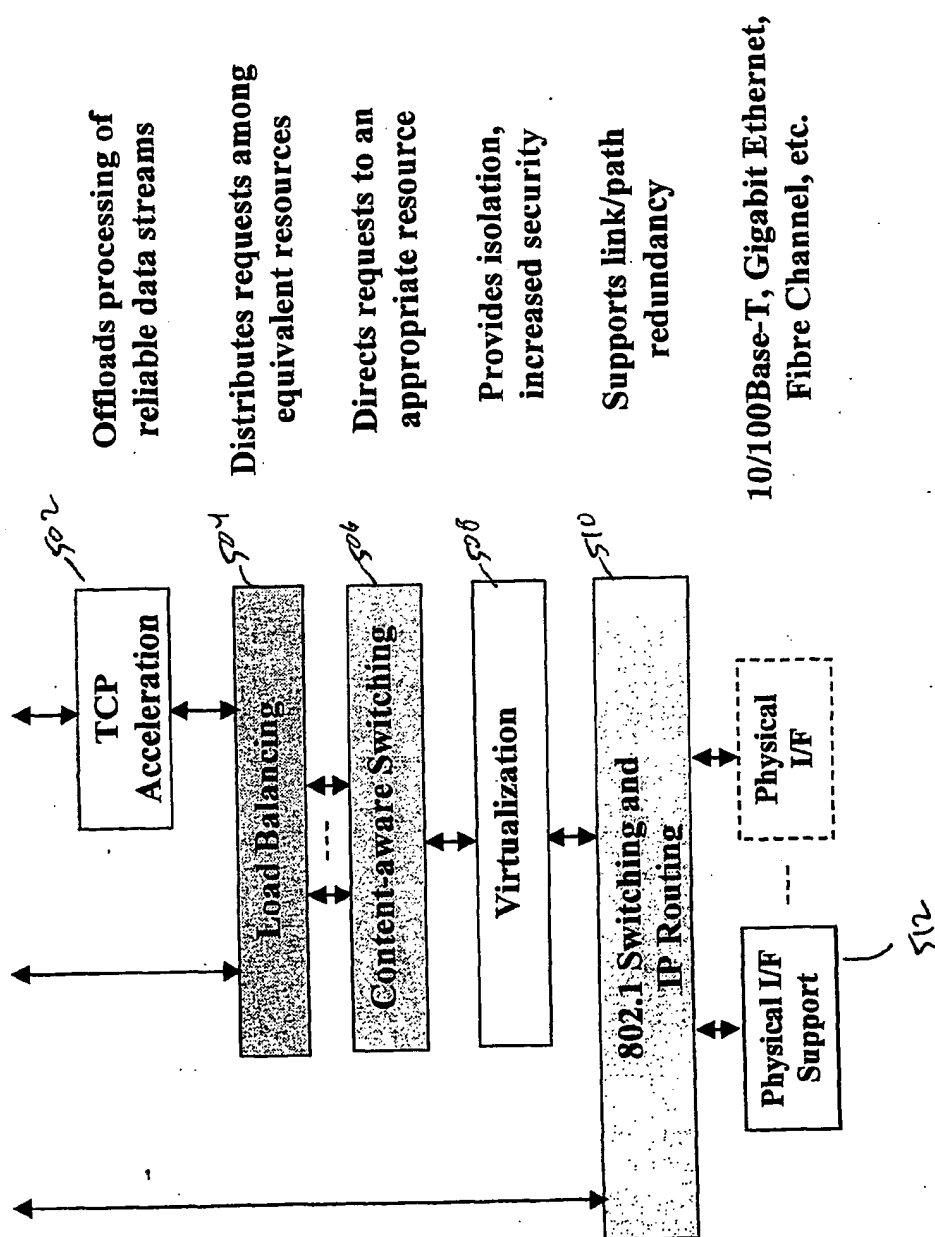 502
TCP
Acceleration
Offloads processing of
reliable data streams
504
Load Balancing
Distributes requests among
equivalent resources
506
Content-aware Switching
Directs requests to an
appropriate resource
508
Virtualization
Provides isolation,
increased security
510
802.1 Switching and
IP Routing
Supports link/path
redundancy
Physical I/F
Support
Physical
I/F
512
10/100Base-T, Gigabit Ethernet,
Fibre Channel, etc.